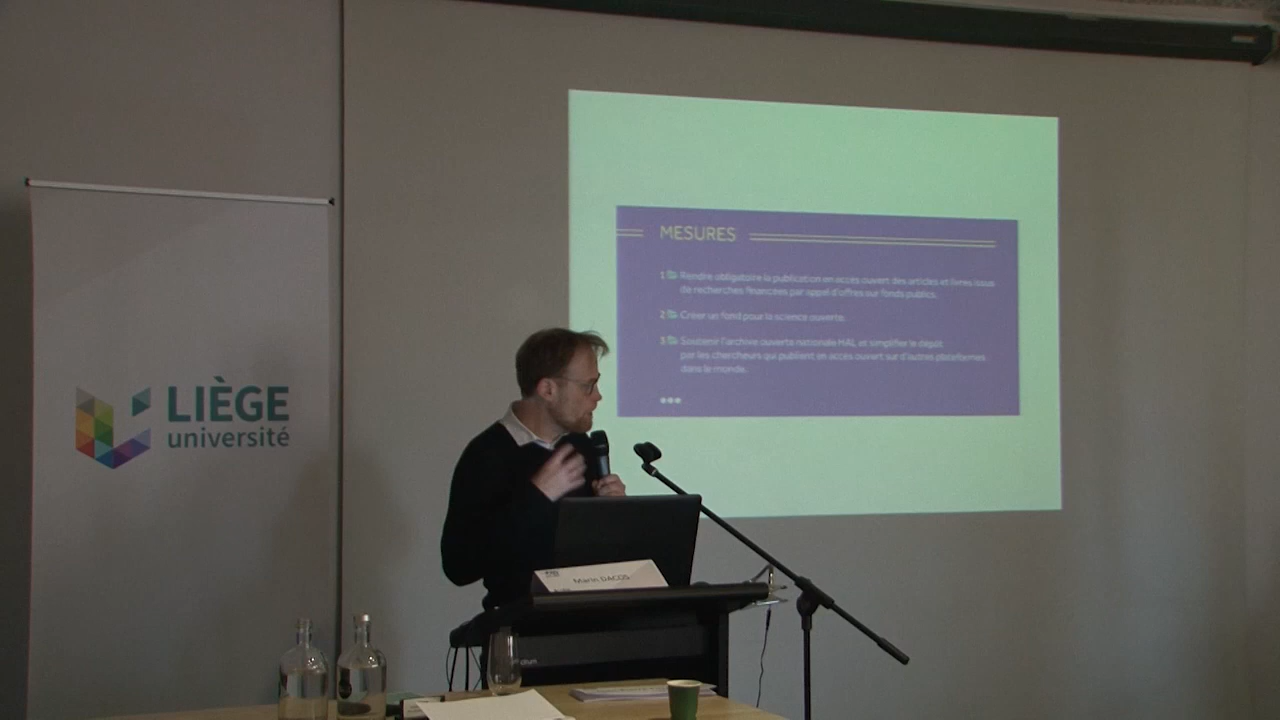 LIÈGE
université
MESURES
1 Rendre obligatoire la publication en accès ouvert des articles et livres issus
de recherches financées par appel d'offres sur fonds publics.
2 Créer un fond pour la science ouverte.
3 Soutenir l'archive ouverte nationale HAL et simplifier le dépôt
par les chercheurs qui publient en accès ouvert sur d'autres plateformes
dans le monde.
Marin DACOS